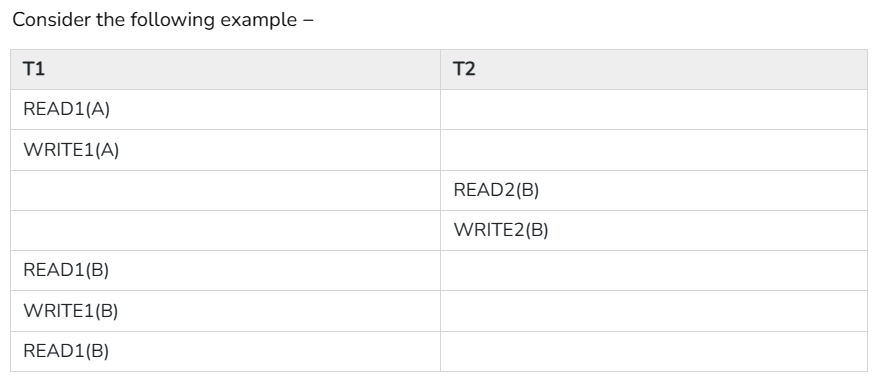 Consider the following example –
T1 T2
READ1(A)
WRITE1(A)
READ2(B)
WRITE2(B)
READ1(B)
WRITE1(B)
READ1(B)